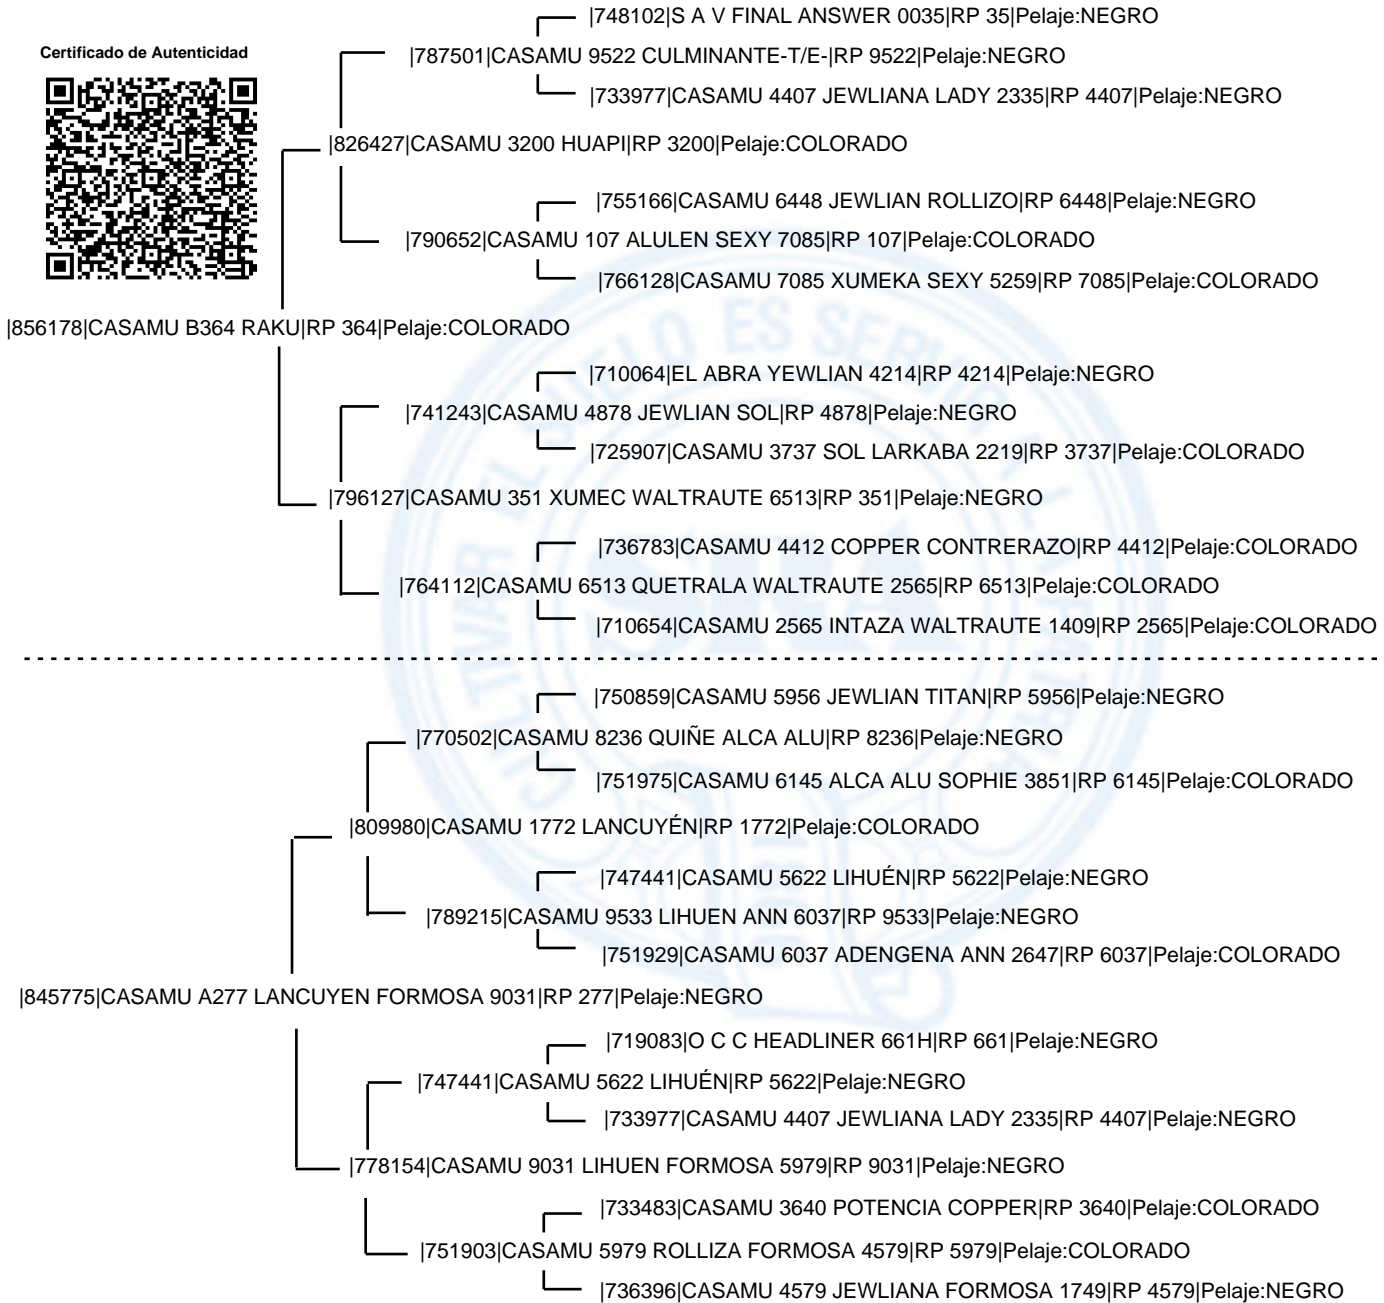 |748102|S A V FINAL ANSWER 0035|RP 35|Pelaje:NEGRO
Certificado de Autenticidad
|787501|CASAMU 9522 CULMINANTE-T/E-|RP 9522|Pelaje:NEGRO
|733977|CASAMU 4407 JEWLIANA LADY 2335|RP 4407|Pelaje:NEGRO
|826427|CASAMU 3200 HUAPI|RP 3200|Pelaje:COLORADO
|755166|CASAMU 6448 JEWLIAN ROLLIZO|RP 6448|Pelaje:NEGRO
|790652|CASAMU 107 ALULEN SEXY 7085|RP 107|Pelaje:COLORADO
|766128|CASAMU 7085 XUMEKA SEXY 5259|RP 7085|Pelaje:COLORADO
|856178|CASAMU B364 RAKU|RP 364|Pelaje:COLORADO
|710064|EL ABRA YEWLIAN 4214|RP 4214|Pelaje:NEGRO
|741243|CASAMU 4878 JEWLIAN SOL|RP 4878|Pelaje:NEGRO
|725907|CASAMU 3737 SOL LARKABA 2219|RP 3737|Pelaje:COLORADO
|796127|CASAMU 351 XUMEC WALTRAUTE 6513|RP 351|Pelaje:NEGRO
|736783|CASAMU 4412 COPPER CONTRERAZO|RP 4412|Pelaje:COLORADO
|764112|CASAMU 6513 QUETRALA WALTRAUTE 2565|RP 6513|Pelaje:COLORADO
|710654|CASAMU 2565 INTAZA WALTRAUTE 1409|RP 2565|Pelaje:COLORADO
|750859|CASAMU 5956 JEWLIAN TITAN|RP 5956|Pelaje:NEGRO
|770502|CASAMU 8236 QUIÑE ALCA ALU|RP 8236|Pelaje:NEGRO
|751975|CASAMU 6145 ALCA ALU SOPHIE 3851|RP 6145|Pelaje:COLORADO
|809980|CASAMU 1772 LANCUYÉN|RP 1772|Pelaje:COLORADO
|747441|CASAMU 5622 LIHUÉN|RP 5622|Pelaje:NEGRO
|789215|CASAMU 9533 LIHUEN ANN 6037|RP 9533|Pelaje:NEGRO
|751929|CASAMU 6037 ADENGENA ANN 2647|RP 6037|Pelaje:COLORADO
|845775|CASAMU A277 LANCUYEN FORMOSA 9031|RP 277|Pelaje:NEGRO
|719083|O C C HEADLINER 661H|RP 661|Pelaje:NEGRO
|747441|CASAMU 5622 LIHUÉN|RP 5622|Pelaje:NEGRO
|733977|CASAMU 4407 JEWLIANA LADY 2335|RP 4407|Pelaje:NEGRO
|778154|CASAMU 9031 LIHUEN FORMOSA 5979|RP 9031|Pelaje:NEGRO
|733483|CASAMU 3640 POTENCIA COPPER|RP 3640|Pelaje:COLORADO
|751903|CASAMU 5979 ROLLIZA FORMOSA 4579|RP 5979|Pelaje:COLORADO
|736396|CASAMU 4579 JEWLIANA FORMOSA 1749|RP 4579|Pelaje:NEGRO
CULTIVAR EL SUELO ES SERVIR A LA PATRIA
SRA
1866